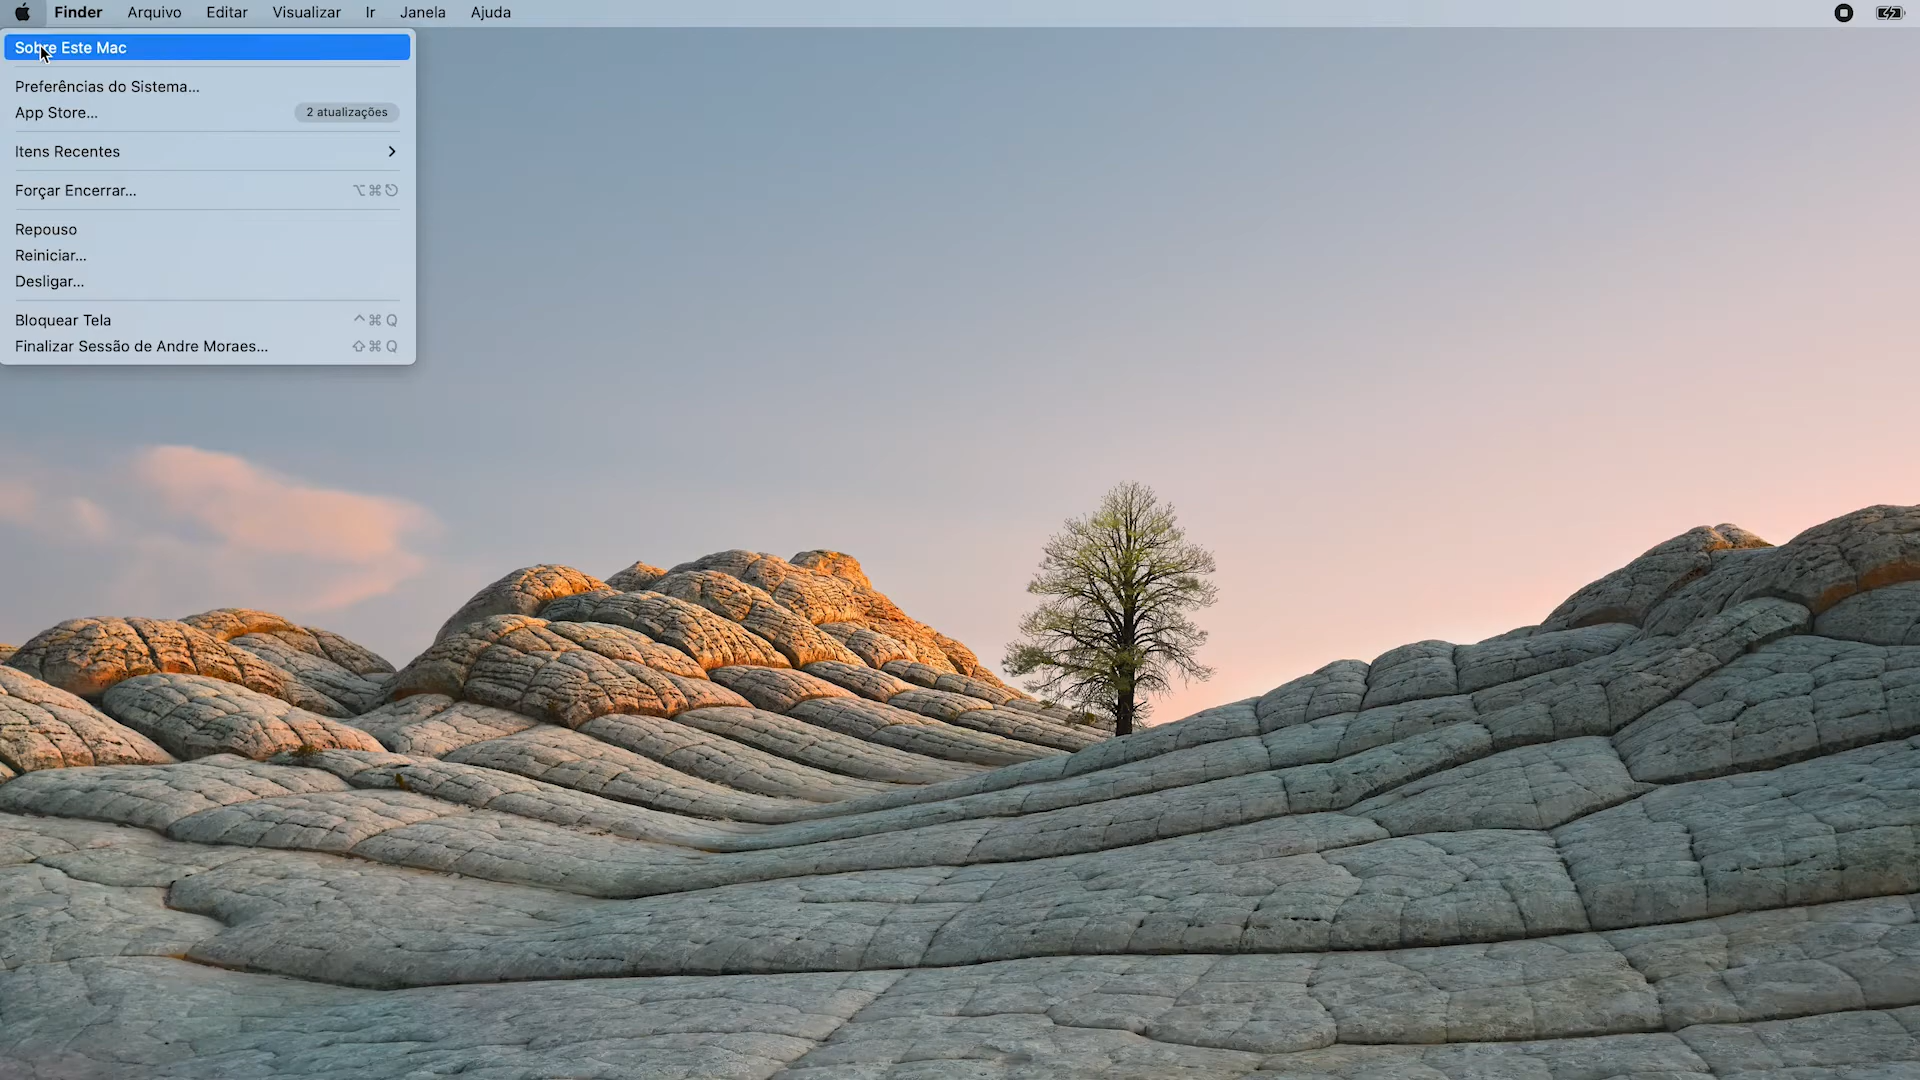 Finder Arquivo Editar Visualizar Ir Janela Ajuda
Sobre Este Mac
Preferências do Sistema...
App Store... 2 atualizações
Itens Recentes
Forçar Encerrar... ⌥⌘⎋
Repouso
Reiniciar...
Desligar...
Bloquear Tela ^⌘Q
Finalizar Sessão de Andre Moraes... ⇧⌘Q